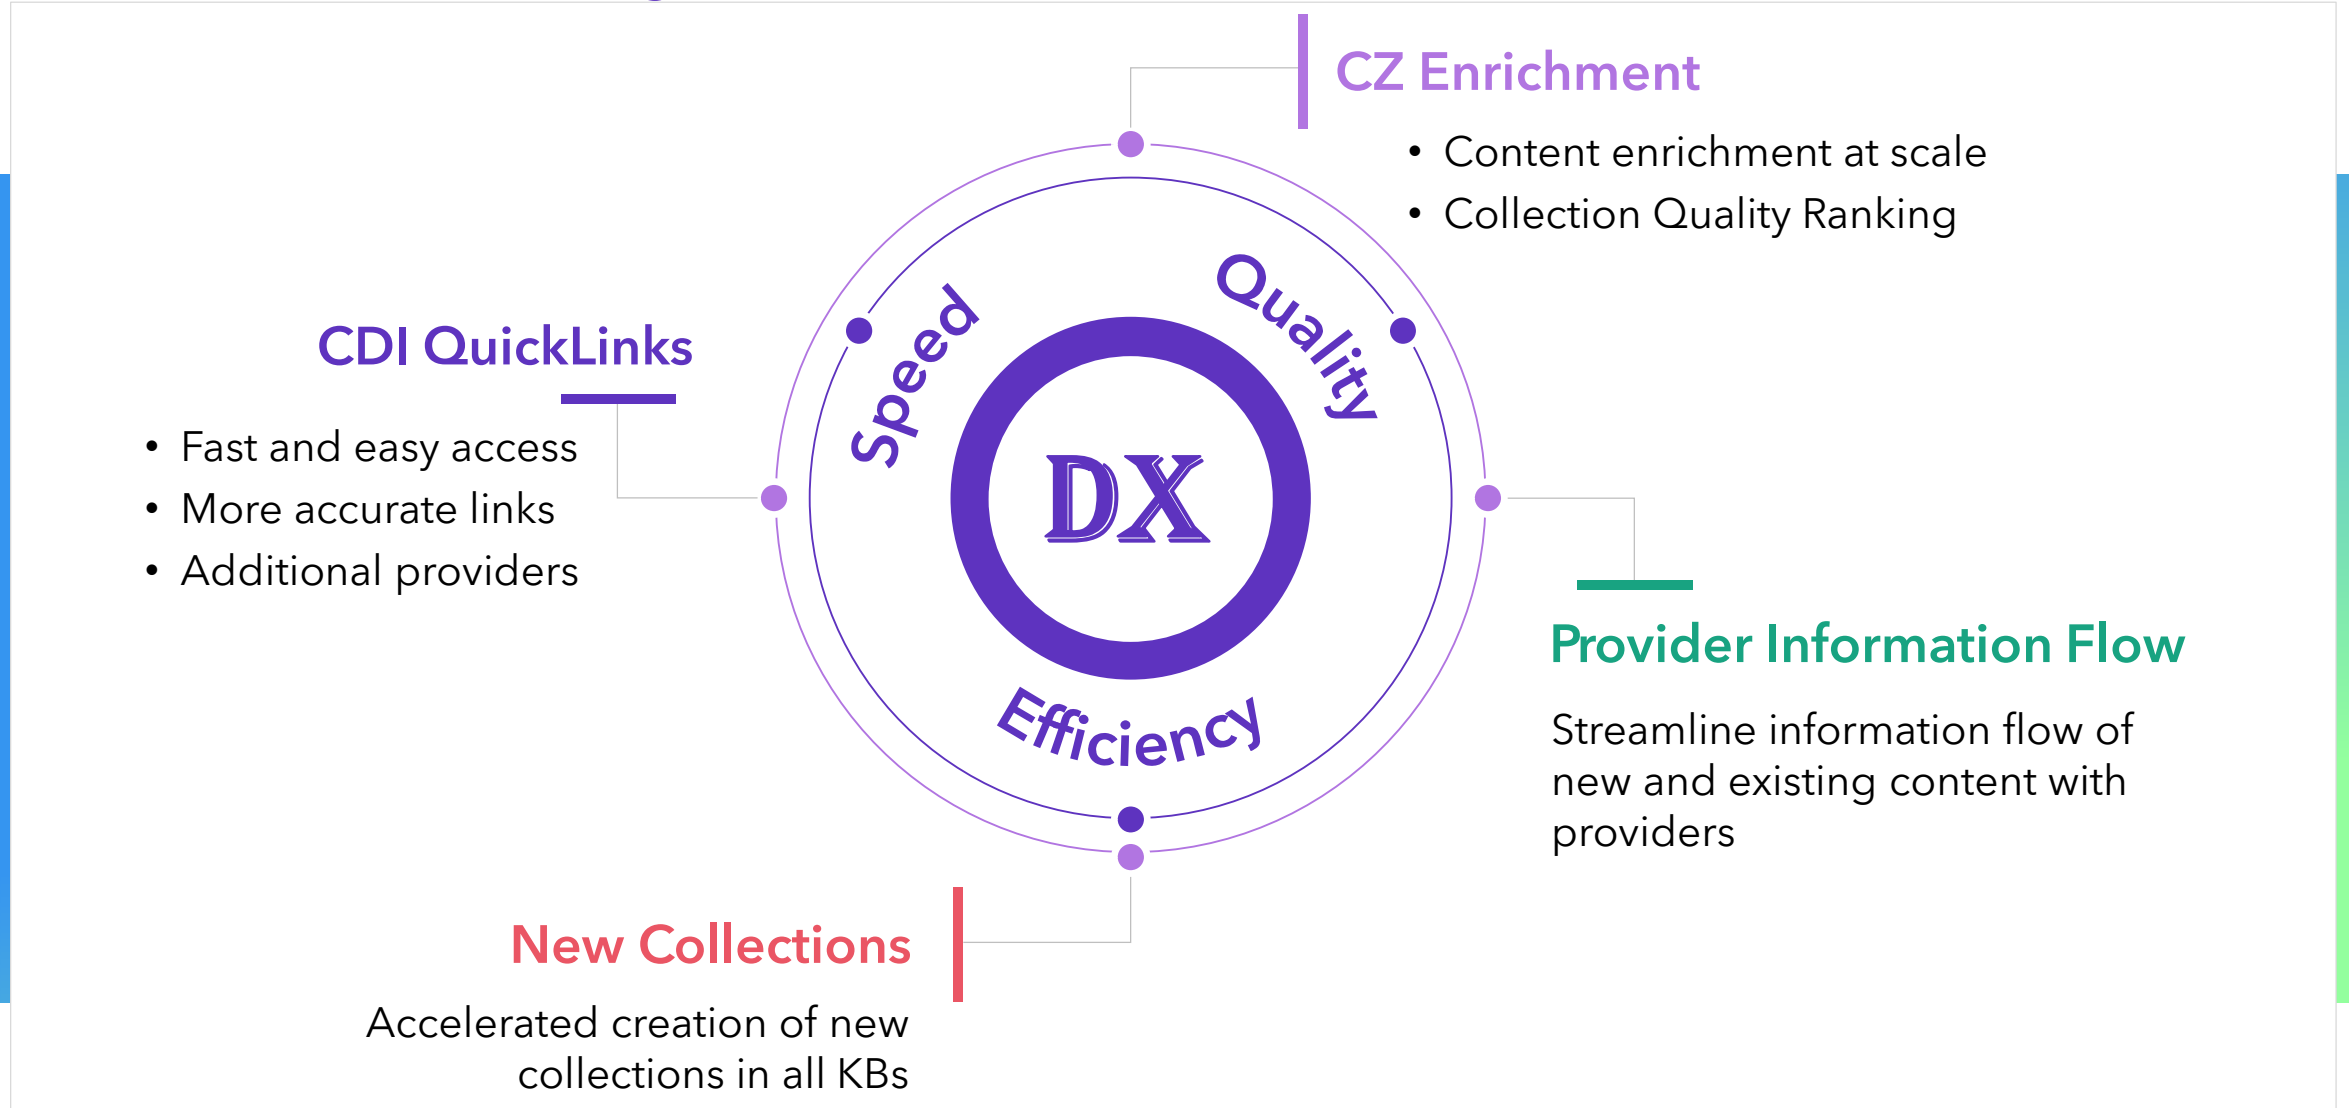 CZ Enrichment
• Content enrichment at scale
• Collection Quality Ranking
CDI QuickLinks
• Fast and easy access
• More accurate links
• Additional providers
Speed
Quality
Efficiency
DX
Provider Information Flow
Streamline information flow of
new and existing content with
providers
New Collections
Accelerated creation of new
collections in all KBs